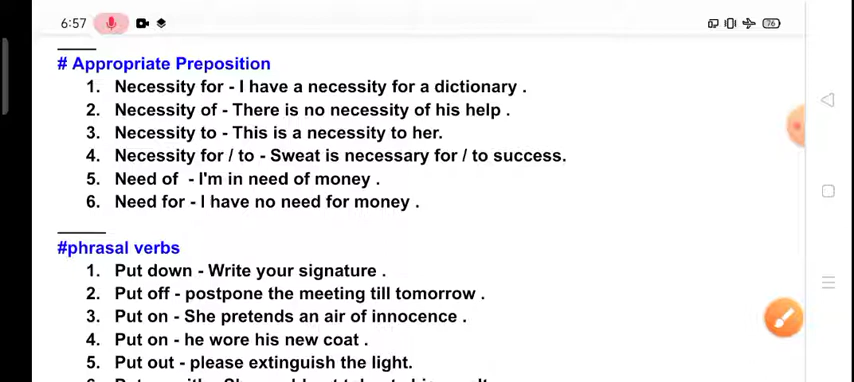 6:57
76
# Appropriate Preposition
1. Necessity for - I have a necessity for a dictionary .
2. Necessity of - There is no necessity of his help .
3. Necessity to - This is a necessity to her.
4. Necessity for / to - Sweat is necessary for / to success.
5. Need of - I'm in need of money .
6. Need for - I have no need for money .
#phrasal verbs
1. Put down - Write your signature .
2. Put off - postpone the meeting till tomorrow .
3. Put on - She pretends an air of innocence .
4. Put on - he wore his new coat .
5. Put out - please extinguish the light.